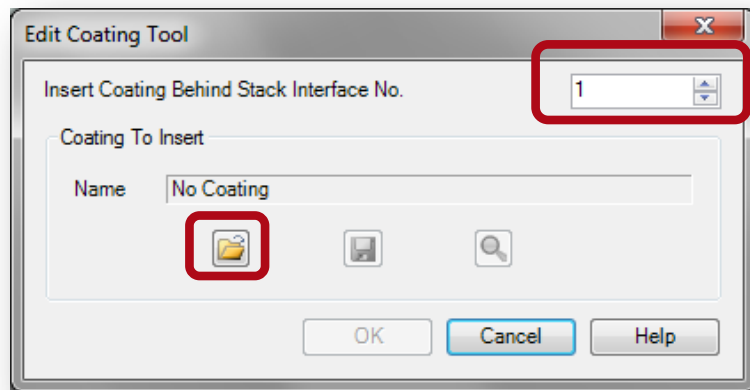 Edit Coating Tool
Insert Coating Behind Stack Interface No.
1
Coating To Insert
Name
No Coating
OK
Cancel
Help